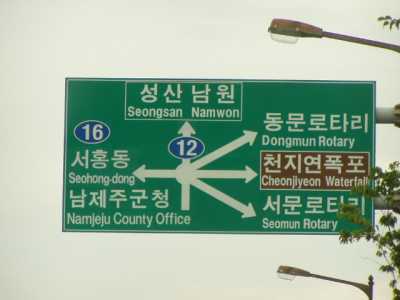 성산 남원
Seongsan Namwon
16
12
동문로타리
Dongmun Rotary
서홍동
Seohong-dong
천지연폭포
Cheonjiyeon Waterfall
남제주군청
Namjeju County Office
서문로타리
Seomun Rotary